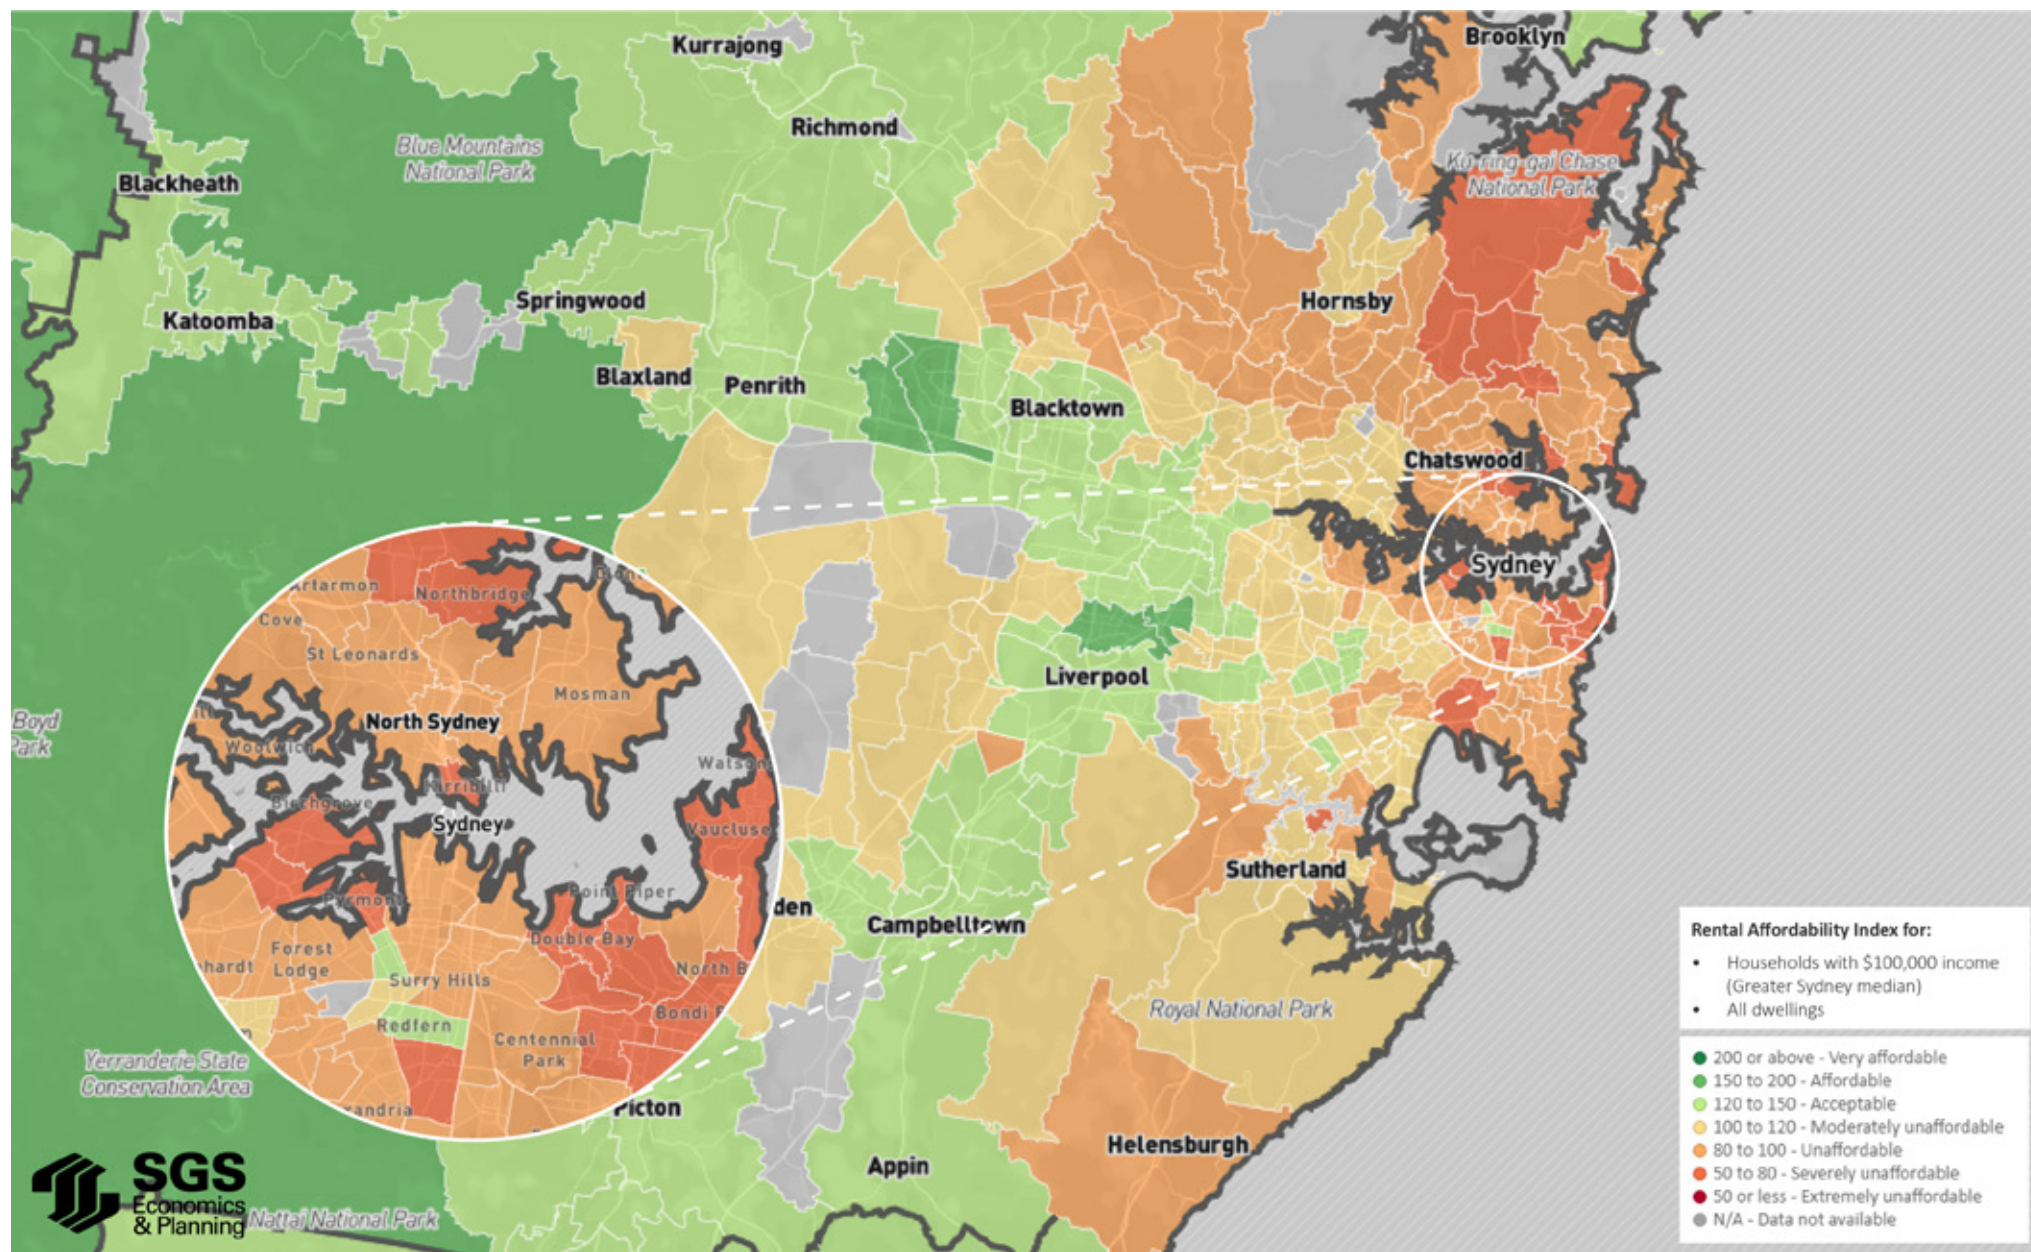 Kurrajong
Brooklyn
Richmond
Blue Mountains
National Park
Ku-ring-gai Chase
National Park
Blackheath
Springwood
Hornsby
Katoomba
Blaxland
Penrith
Blacktown
Chatswood
Sydney
Artarmon
Northbridge
Cove
St Leonards
Mosman
Liverpool
North Sydney
Boyd
Park
Woolwich
Watson
Kirribilli
Birchgrove
Sydney
Vaucluse
Sutherland
Pyrmont
Point Piper
den
Campbelltown
Double Bay
Forest
Lodge
hardt
Surry Hills
North B
Royal National Park
Bondi
Redfern
Centennial
Park
Yerranderie State
Conservation Area
xandria
Picton
Helensburgh
Appin
SGS
Economics
& Planning
Nattai National Park
Rental Affordability Index for:
• Households with $100,000 income
(Greater Sydney median)
• All dwellings
200 or above - Very affordable
150 to 200 - Affordable
120 to 150 - Acceptable
100 to 120 - Moderately unaffordable
80 to 100 - Unaffordable
50 to 80 - Severely unaffordable
50 or less - Extremely unaffordable
N/A - Data not available